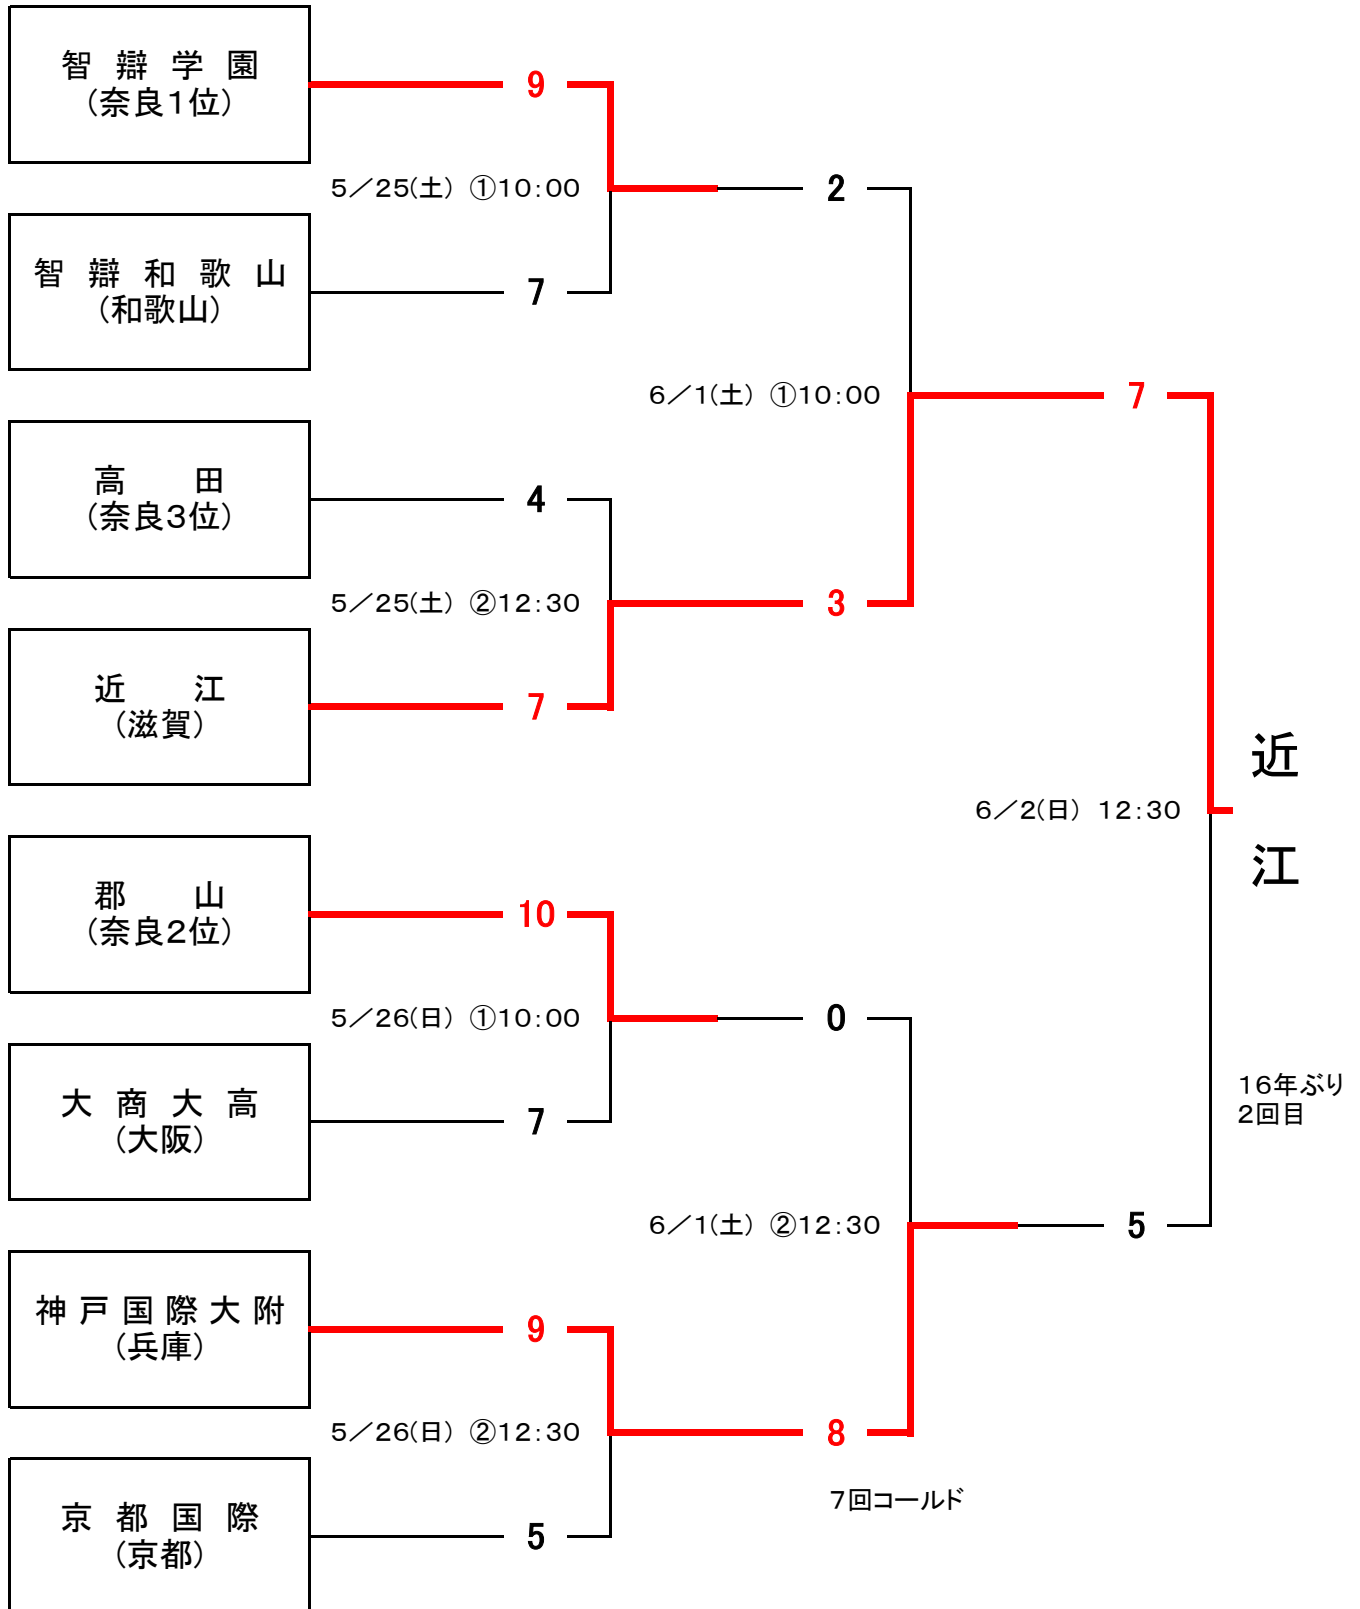 智辯学園
(奈良1位)
9
5/25(土) ①10:00
2
智辯和歌山
(和歌山)
7
6/1(土) ①10:00
7
高田
(奈良3位)
4
5/25(土) ②12:30
3
近江
(滋賀)
7
近江
6/2(日) 12:30
郡山
(奈良2位)
10
5/26(日) ①10:00
0
大商大高
(大阪)
7
16年ぶり
2回目
6/1(土) ②12:30
5
神戸国際大附
(兵庫)
9
5/26(日) ②12:30
8
7回コールド
京都国際
(京都)
5